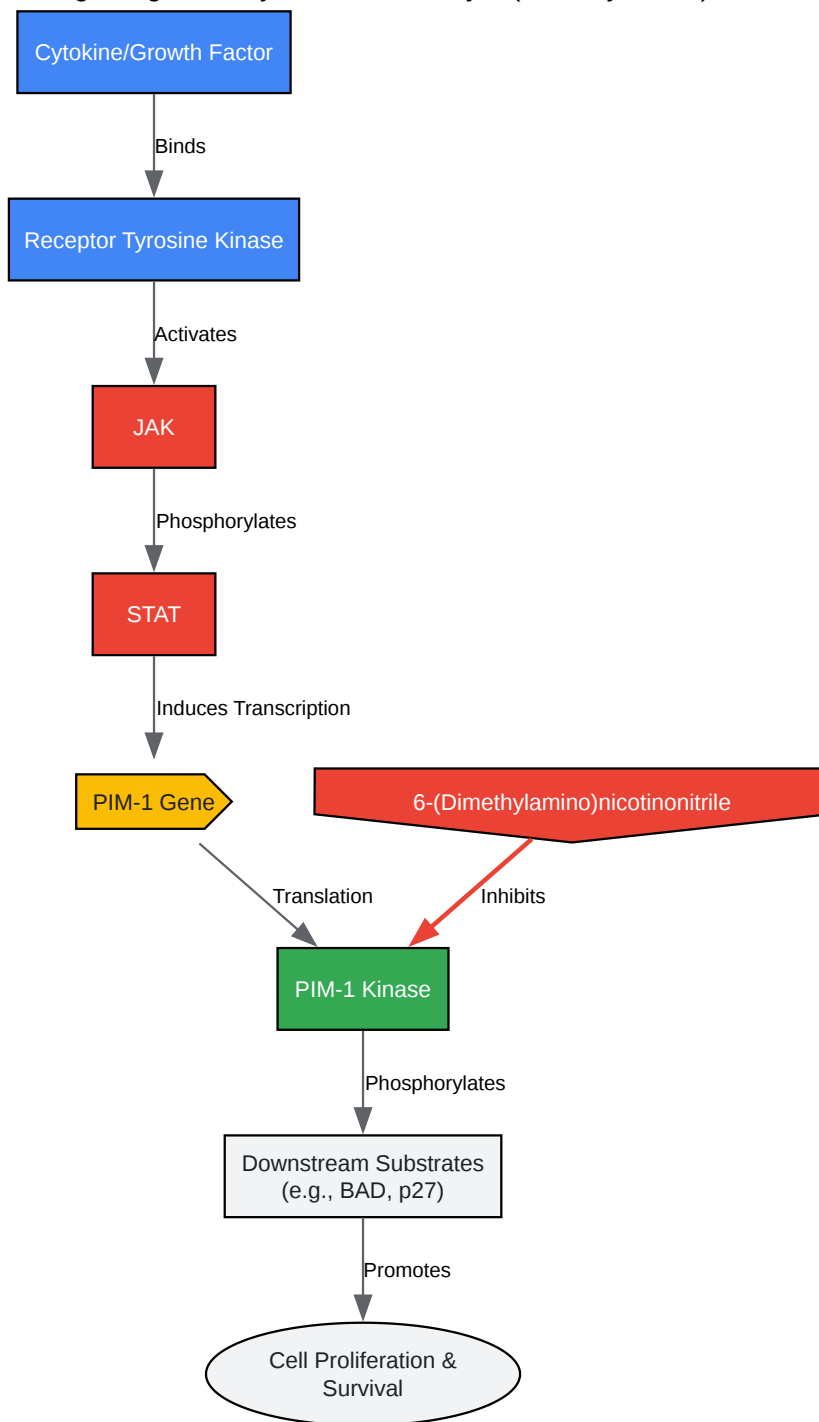 Cytokine/Growth Factor
Binds
Receptor Tyrosine Kinase
Activates
JAK
Phosphorylates
STAT
Induces Transcription
PIM-1 Gene
6-(Dimethylamino)nicotinonitrile
Translation
Inhibits
PIM-1 Kinase
Phosphorylates
Downstream Substrates
(e.g., BAD, p27)
Promotes
Cell Proliferation &
Survival